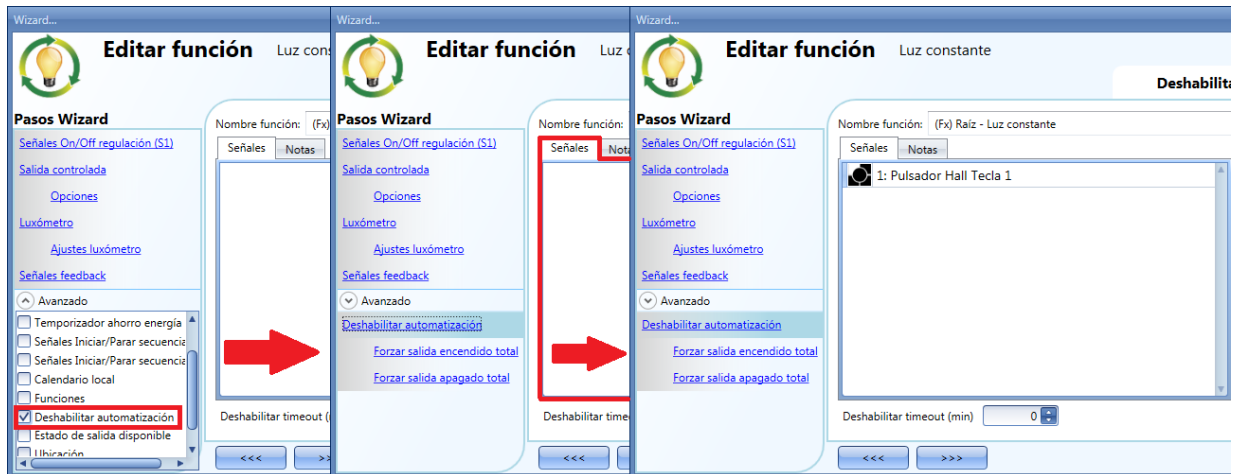 Wizard...
Editar función Luz cons
Pasos Wizard
Señales On/Off regulación (S1)
Salida controlada
Opciones
Luxómetro
Ajustes luxómetro
Señales feedback
Avanzado
Temporizador ahorro energía
Señales Iniciar/Parar secuencia
Señales Iniciar/Parar secuencia
Calendario local
Funciones
Deshabilitar automatización
Estado de salida disponible
Ubicación
Nombre función: (Fx)
Señales Notas
Deshabilitar timeout (
<<< >>
Wizard...
Editar función Luz c
Pasos Wizard
Señales On/Off regulación (S1)
Salida controlada
Opciones
Luxómetro
Ajustes luxómetro
Señales feedback
Avanzado
Deshabilitar automatización
Forzar salida encendido total
Forzar salida apagado total
Nombre función:
Señales Nota
Deshabilitar time
<<<
Wizard...
Editar función Luz constante
Deshabilita
Pasos Wizard
Señales On/Off regulación (S1)
Salida controlada
Opciones
Luxómetro
Ajustes luxómetro
Señales feedback
Avanzado
Deshabilitar automatización
Forzar salida encendido total
Forzar salida apagado total
Nombre función: (Fx) Raíz - Luz constante
Señales Notas
1: Pulsador Hall Tecla 1
Deshabilitar timeout (min) 0
<<< >>>